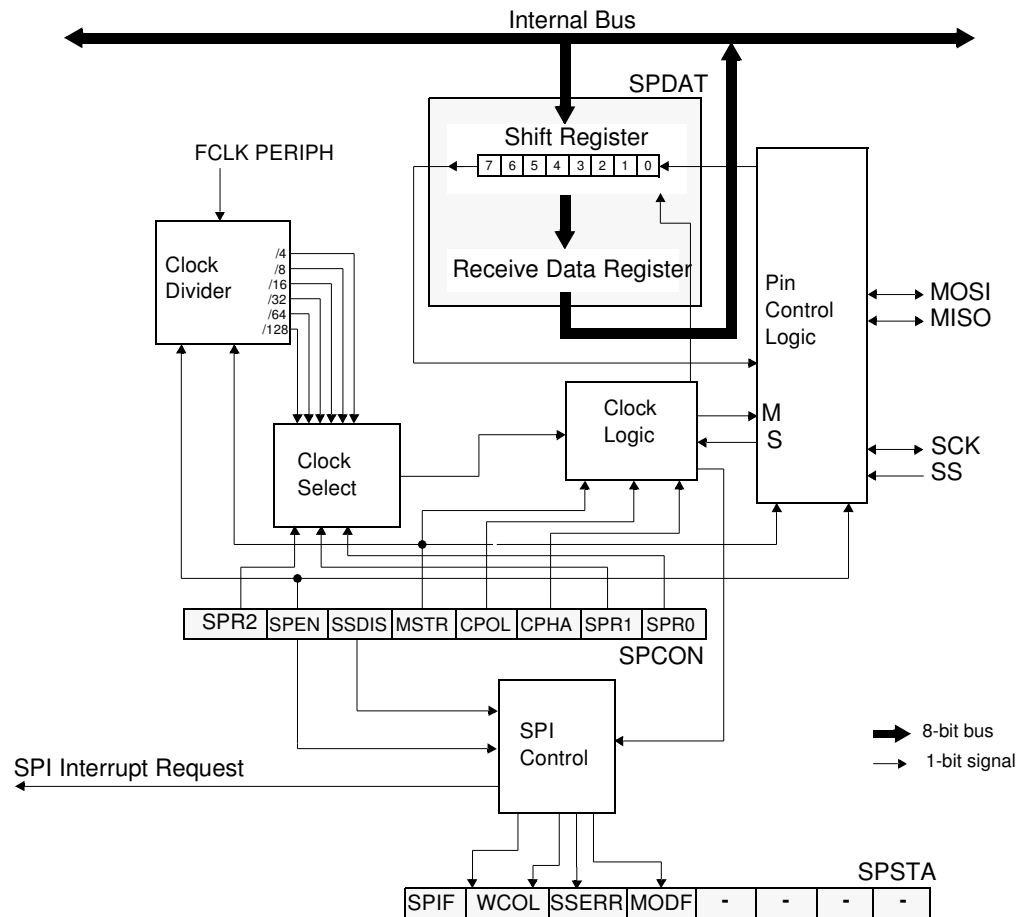 Internal Bus
SPDAT
Shift Register
7 6 5 4 3 2 1 0
FCLK PERIPH
Clock
Divider
/4
/8
/16
/32
/64
/128
Receive Data Register
Pin
Control
Logic
MOSI
MISO
Clock
Logic
M
S
SCK
SS
Clock
Select
SPR2 SPEN SSDIS MSTR CPOL CPHA SPR1 SPR0
SPCON
SPI
Control
8-bit bus
1-bit signal
SPI Interrupt Request
SPSTA
SPIF WCOL SSERR MODF - - - -